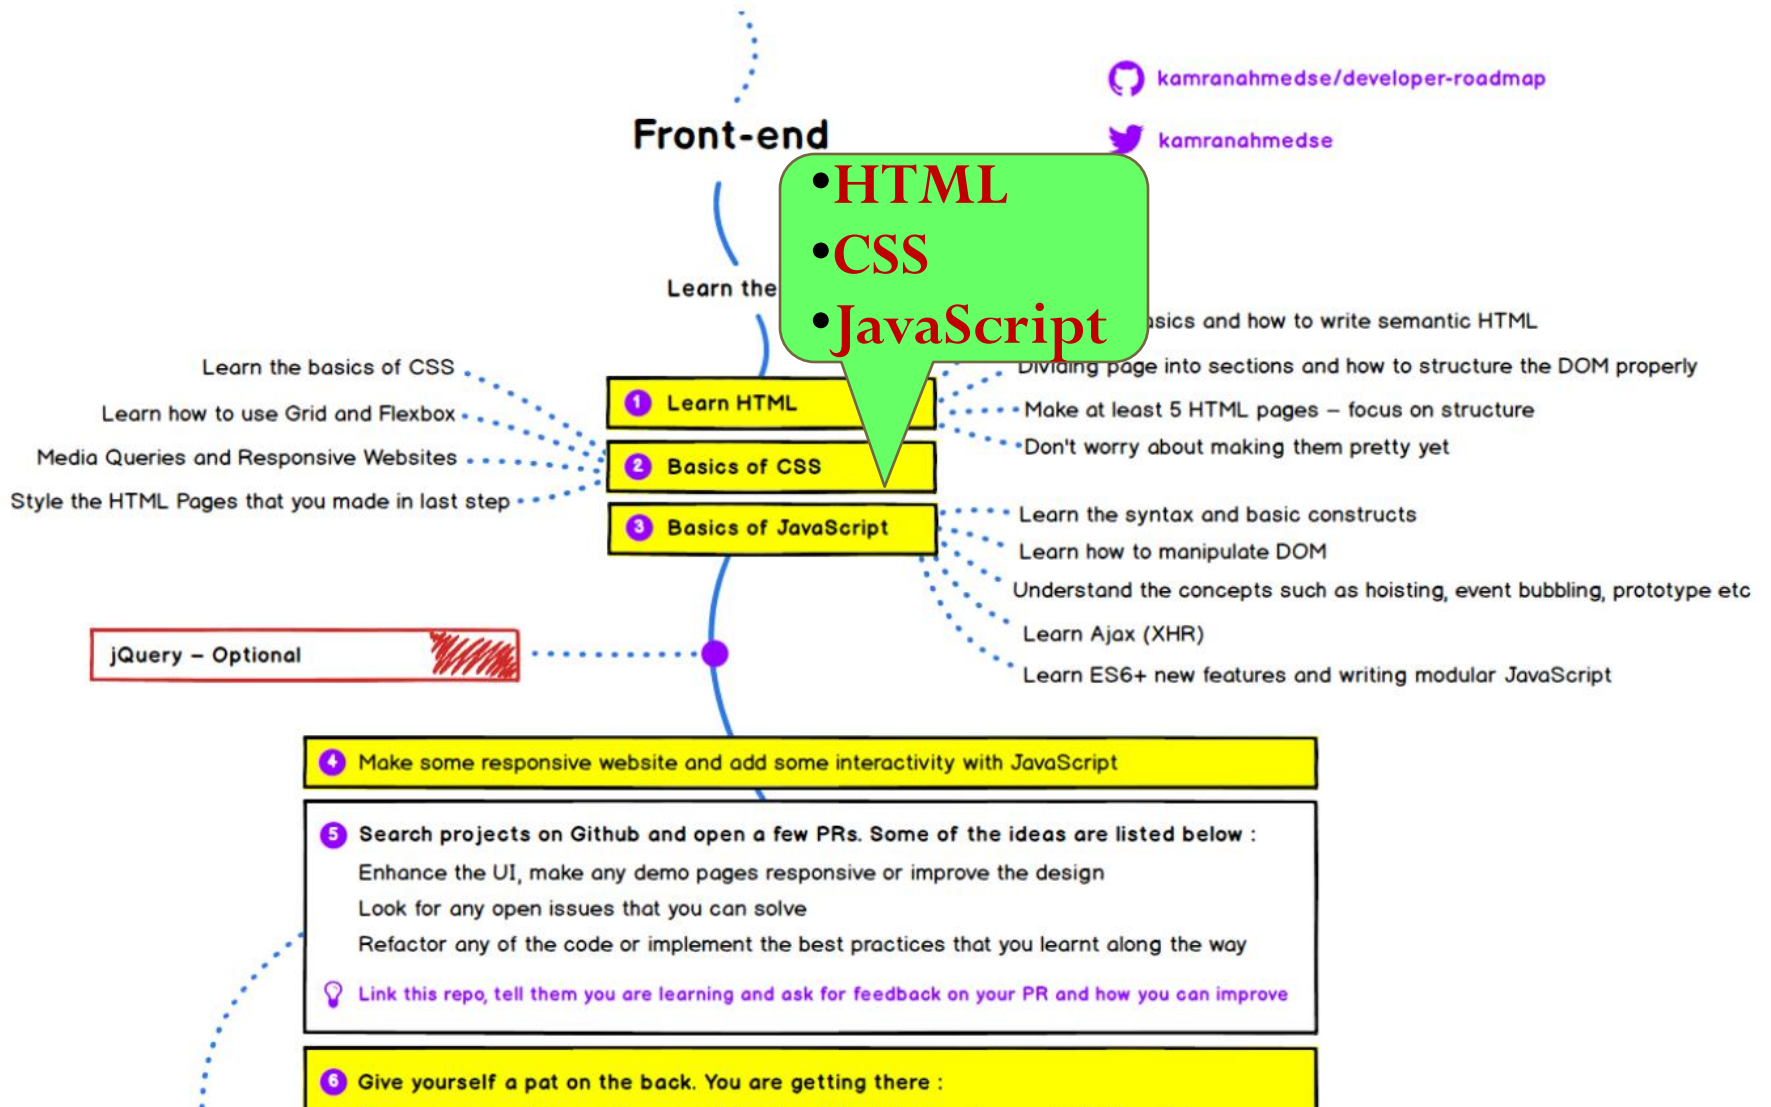 kamranahmedse/developer-roadmap
kamranahmedse
Front-end
•HTML
•CSS
•JavaScript
Learn the
and how to write semantic HTML
Dividing page into sections and how to structure the DOM properly
Make at least 5 HTML pages – focus on structure
Don't worry about making them pretty yet
1 Learn HTML
Learn the basics of CSS
Learn how to use Grid and Flexbox
Media Queries and Responsive Websites
Style the HTML Pages that you made in last step
2 Basics of CSS
3 Basics of JavaScript
Learn the syntax and basic constructs
Learn how to manipulate DOM
Understand the concepts such as hoisting, event bubbling, prototype etc
Learn Ajax (XHR)
Learn ES6+ new features and writing modular JavaScript
jQuery – Optional
4 Make some responsive website and add some interactivity with JavaScript
5 Search projects on Github and open a few PRs. Some of the ideas are listed below :
Enhance the UI, make any demo pages responsive or improve the design
Look for any open issues that you can solve
Refactor any of the code or implement the best practices that you learnt along the way
Link this repo, tell them you are learning and ask for feedback on your PR and how you can improve
6 Give yourself a pat on the back. You are getting there :